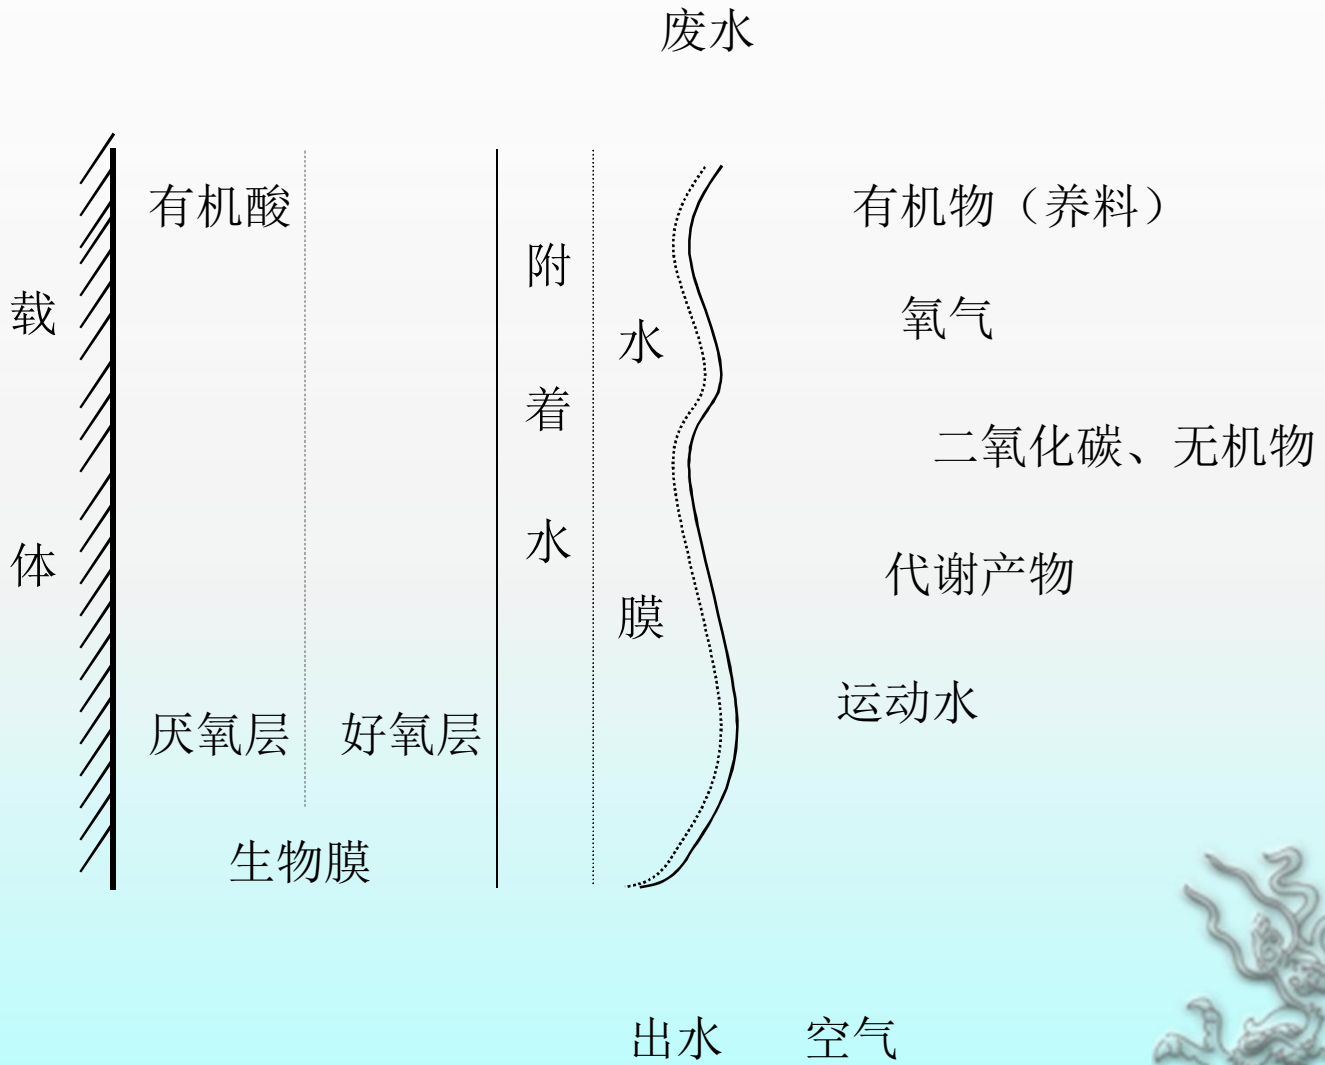 废水
有机酸
有机物（养料）
附着水
载体
氧气
水膜
二氧化碳、无机物
代谢产物
运动水
厌氧层
好氧层
生物膜
出水
空气